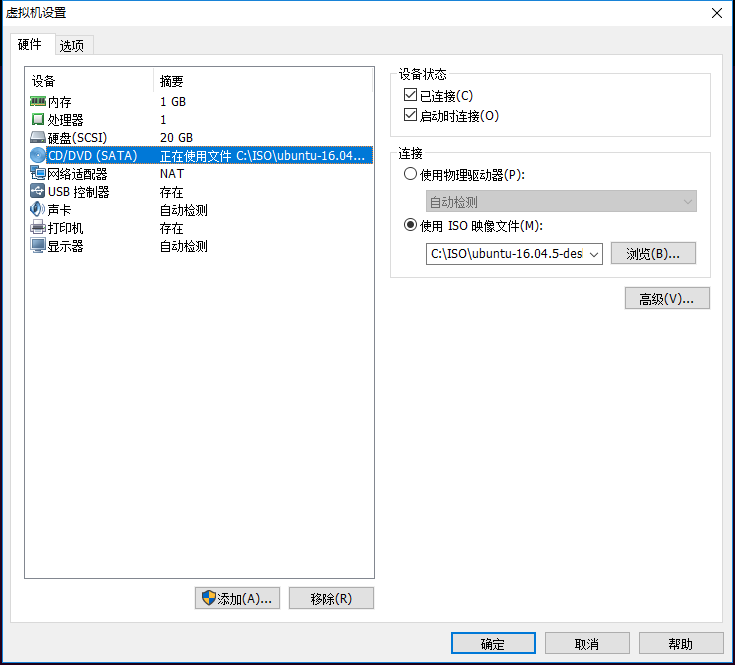 虚拟机设置
硬件 选项
设备 摘要
内存 1 GB
处理器 1
硬盘(SCSI) 20 GB
CD/DVD (SATA) 正在使用文件 C:\ISO\ubuntu-16.04...
网络适配器 NAT
USB 控制器 存在
声卡 自动检测
打印机 存在
显示器 自动检测
添加(A)... 移除(R)
设备状态
已连接(C)
启动时连接(O)
连接
使用物理驱动器(P):
自动检测
使用 ISO 映像文件(M):
C:\ISO\ubuntu-16.04.5-des 浏览(B)...
高级(V)...
确定 取消 帮助